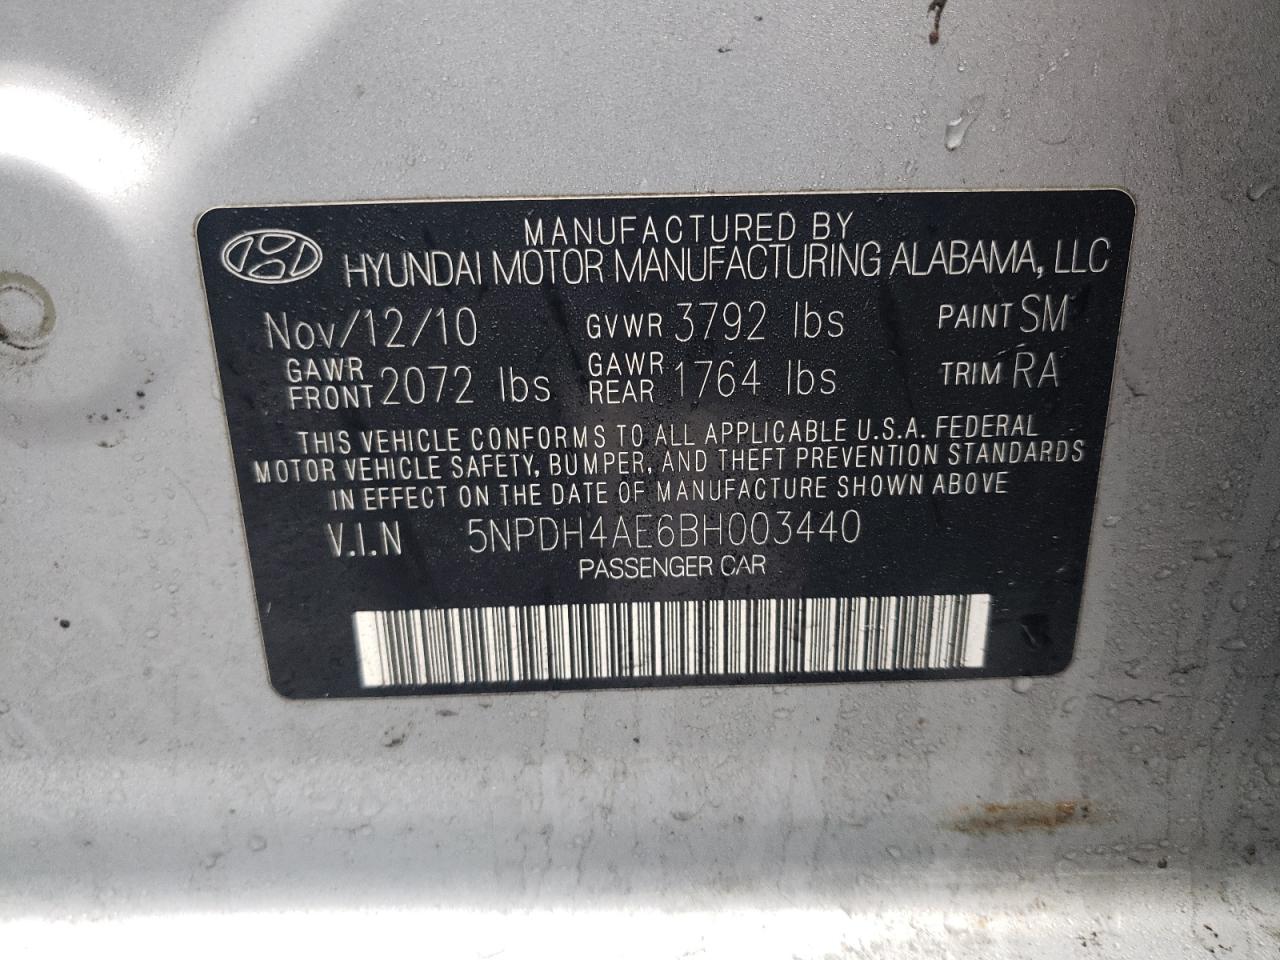 MANUFACTURED BY
HYUNDAI MOTOR MANUFACTURING ALABAMA, LLC
Nov/12/10 GVWR 3792 lbs PAINT SM
GAWR FRONT 2072 lbs GAWR REAR 1764 lbs TRIM RA
THIS VEHICLE CONFORMS TO ALL APPLICABLE U.S.A. FEDERAL
MOTOR VEHICLE SAFETY, BUMPER, AND THEFT PREVENTION STANDARDS
IN EFFECT ON THE DATE OF MANUFACTURE SHOWN ABOVE
V.I.N 5NPDH4AE6BH003440
PASSENGER CAR